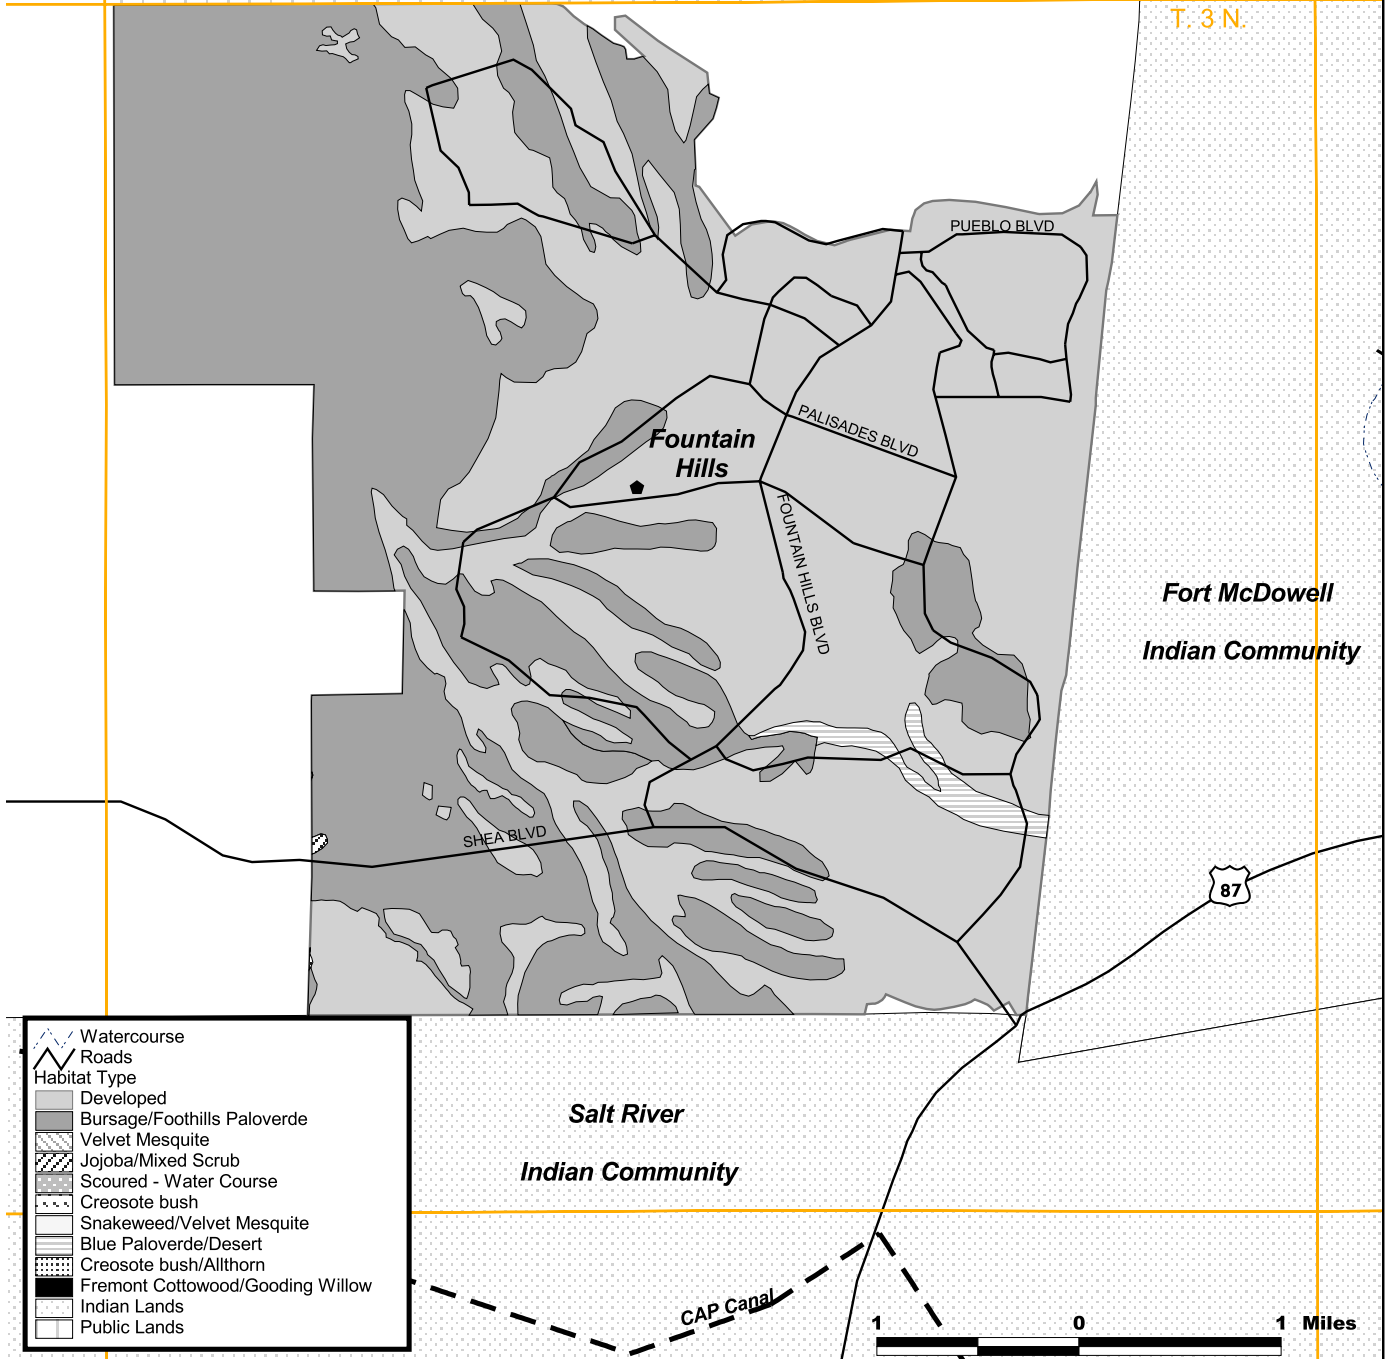 T. 3 N.
PUEBLO BLVD
PALISADES BLVD
Fountain
Hills
FOUNTAIN HILLS BLVD
Fort McDowell
Indian Community
SHEA BLVD
87
Watercourse
Roads
Habitat Type
Developed
Bursage/Foothills Paloverde
Velvet Mesquite
Jojoba/Mixed Scrub
Scoured - Water Course
Creosote bush
Snakeweed/Velvet Mesquite
Blue Paloverde/Desert
Creosote bush/Allthorn
Fremont Cottowood/Gooding Willow
Indian Lands
Public Lands
Salt River
Indian Community
CAP Canal
1 0 1 Miles